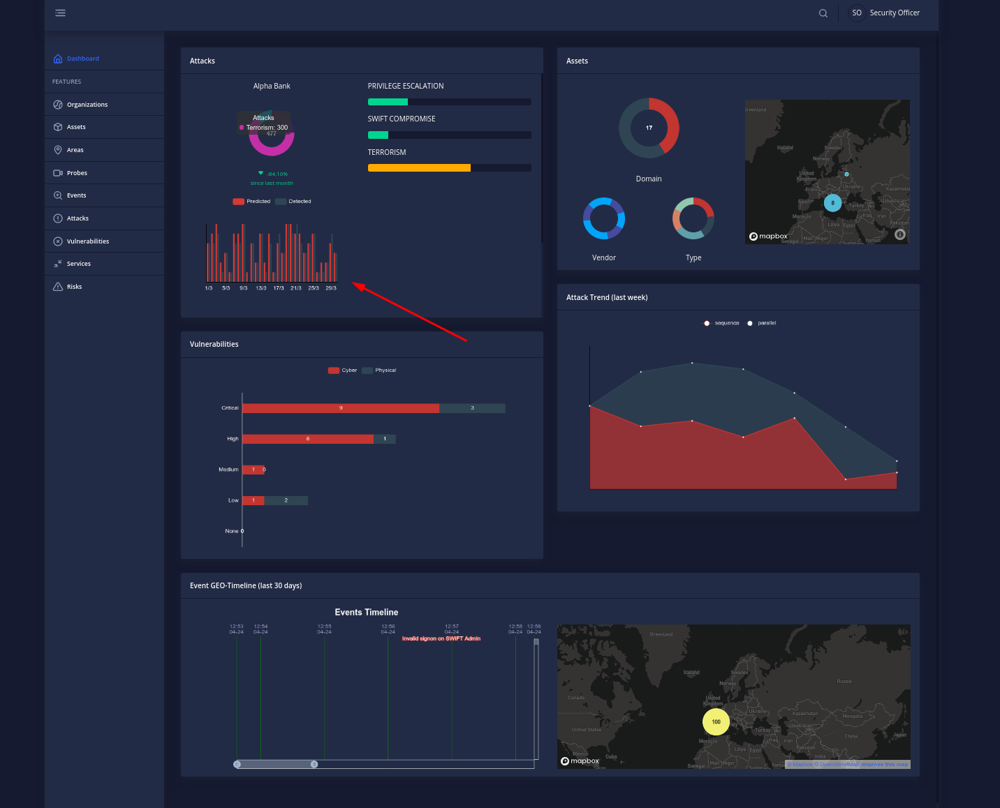 SO Security Officer
Dashboard
FEATURES
Organizations
Assets
Areas
Probes
Events
Attacks
Vulnerabilities
Services
Risks
Attacks
Alpha Bank
Attacks
Terrorism: 300
477
-84.10%
since last month
Predicted Detected
1/3 5/3 9/3 13/3 17/3 21/3 25/3 29/3
PRIVILEGE ESCALATION
SWIFT COMPROMISE
TERRORISM
Assets
17
Domain
Vendor
Type
Greenland
Iceland
Sweden
Norway
United
Kingdom
Ukraine
France
Kazakhstan
Spain
8
Turkey
Uzbekistan
Morocco
Iraq Iran
Libya Egypt
Pakistan
mapbox
Mali Niger
Senegal
Sudan
Yemen
Vulnerabilities
Cyber Physical
Critical 9 3
High 6 1
Medium 1 0
Low 1 2
None 0
Attack Trend (last week)
sequence parallel
Event GEO-Timeline (last 30 days)
Events Timeline
12:53 12:54 12:55 12:56 12:57 12:58 12:58
04-24 04-24 04-24 04-24 04-24 04-24 04-24
Invalid signon on SWIFT Admin
Greenland
Iceland
Sweden
Norway
Russia
Canada
United
Kingdom
Ukraine
Kazakhstan
Mongolia
100
United States
Turkey
Uzbekistan
China
Japan
Morocco
Iraq Iran
Libya Egypt
Pakistan
India
Mexico
Cuba
mapbox
Mali Niger
Senegal
Sudan
Yemen
© Mapbox © OpenStreetMap Improve this map